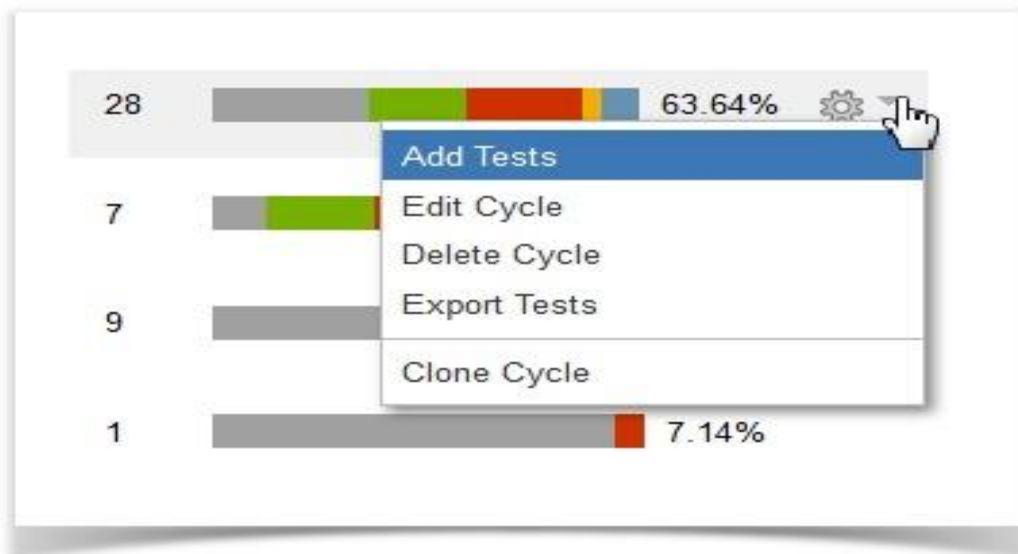 28 63.64%
Add Tests
7 Edit Cycle
Delete Cycle
9 Export Tests
Clone Cycle
1 7.14%